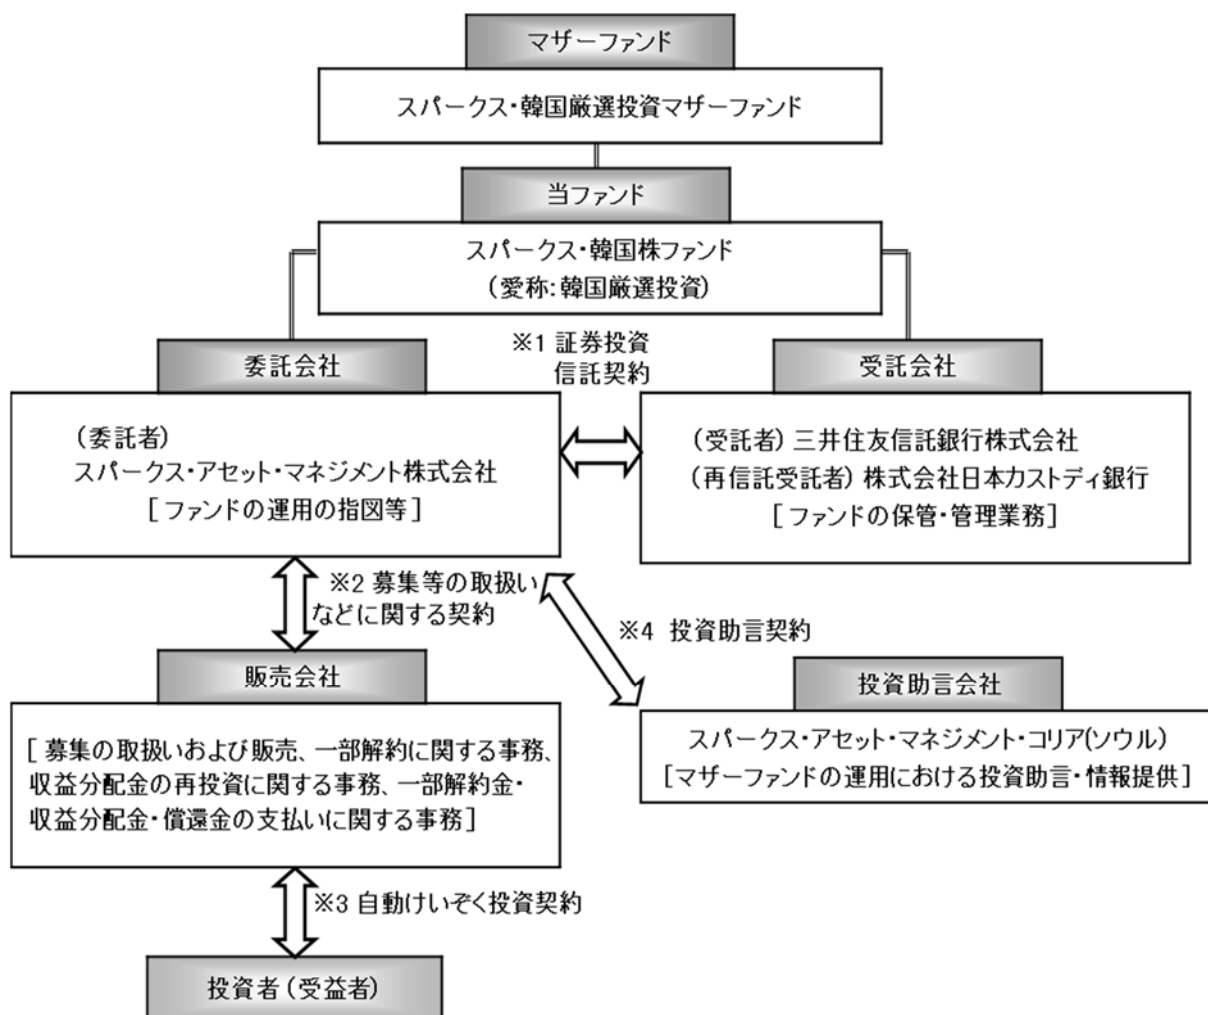 マザーファンド
スパークス・韓国厳選投資マザーファンド
当ファンド
スパークス・韓国株ファンド
(愛称:韓国厳選投資)
※1 証券投資
信託契約
委託会社
(委託者)
スパークス・アセット・マネジメント株式会社
[ファンドの運用の指図等]
受託会社
(受託者) 三井住友信託銀行株式会社
(再信託受託者) 株式会社日本カストディ銀行
[ファンドの保管・管理業務]
※2 募集等の取扱い
などに関する契約
※4 投資助言契約
販売会社
[募集の取扱いおよび販売、一部解約に関する事務、
収益分配金の再投資に関する事務、一部解約金・
収益分配金・償還金の支払いに関する事務]
投資助言会社
スパークス・アセット・マネジメント・コリア(ソウル)
[マザーファンドの運用における投資助言・情報提供]
※3 自動けいぞく投資契約
投資者(受益者)